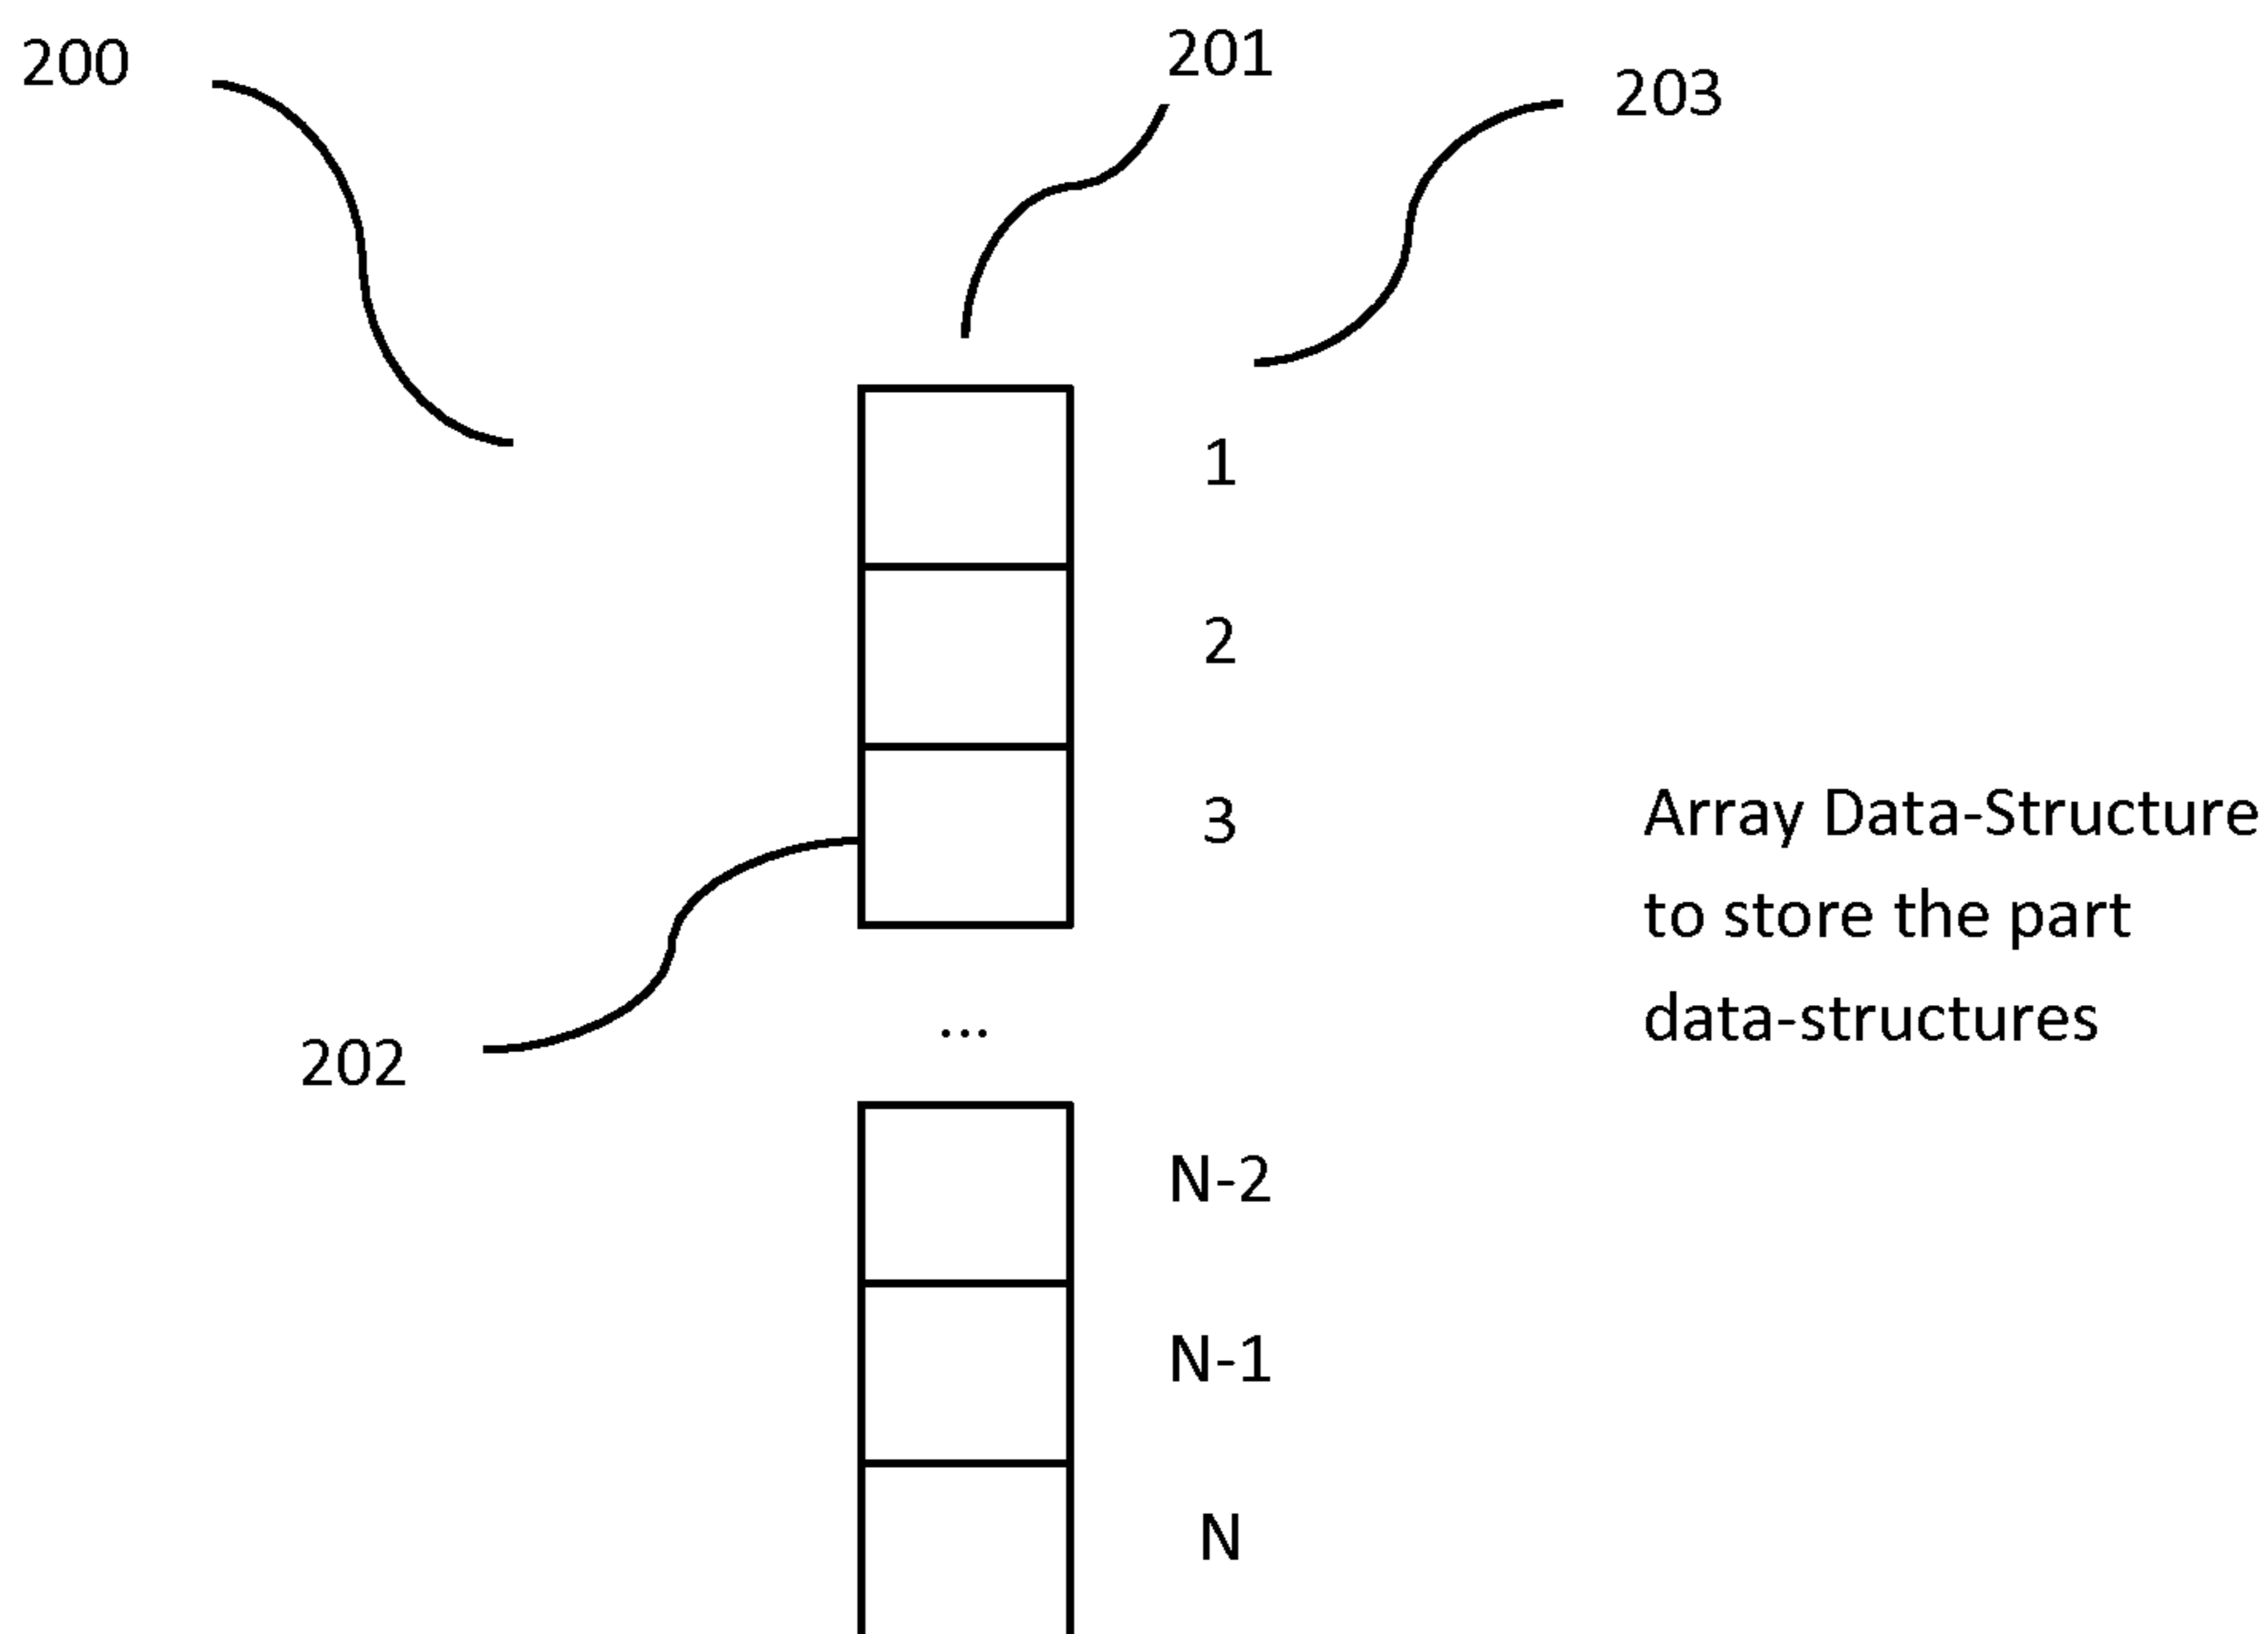 200
201
203
1
2
3
Array Data-Structure
to store the part
data-structures
202
...
N-2
N-1
N